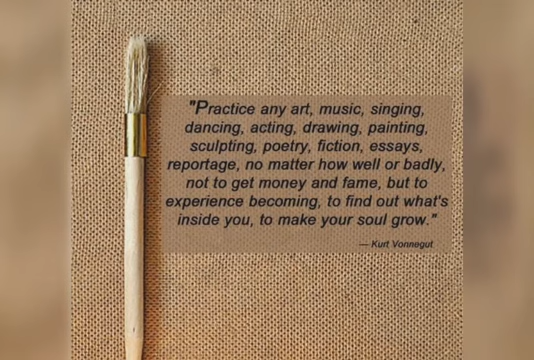 "Practice any art, music, singing,
dancing, acting, drawing, painting,
sculpting, poetry, fiction, essays,
reportage, no matter how well or badly,
not to get money and fame, but to
experience becoming, to find out what's
inside you, to make your soul grow."
— Kurt Vonnegut